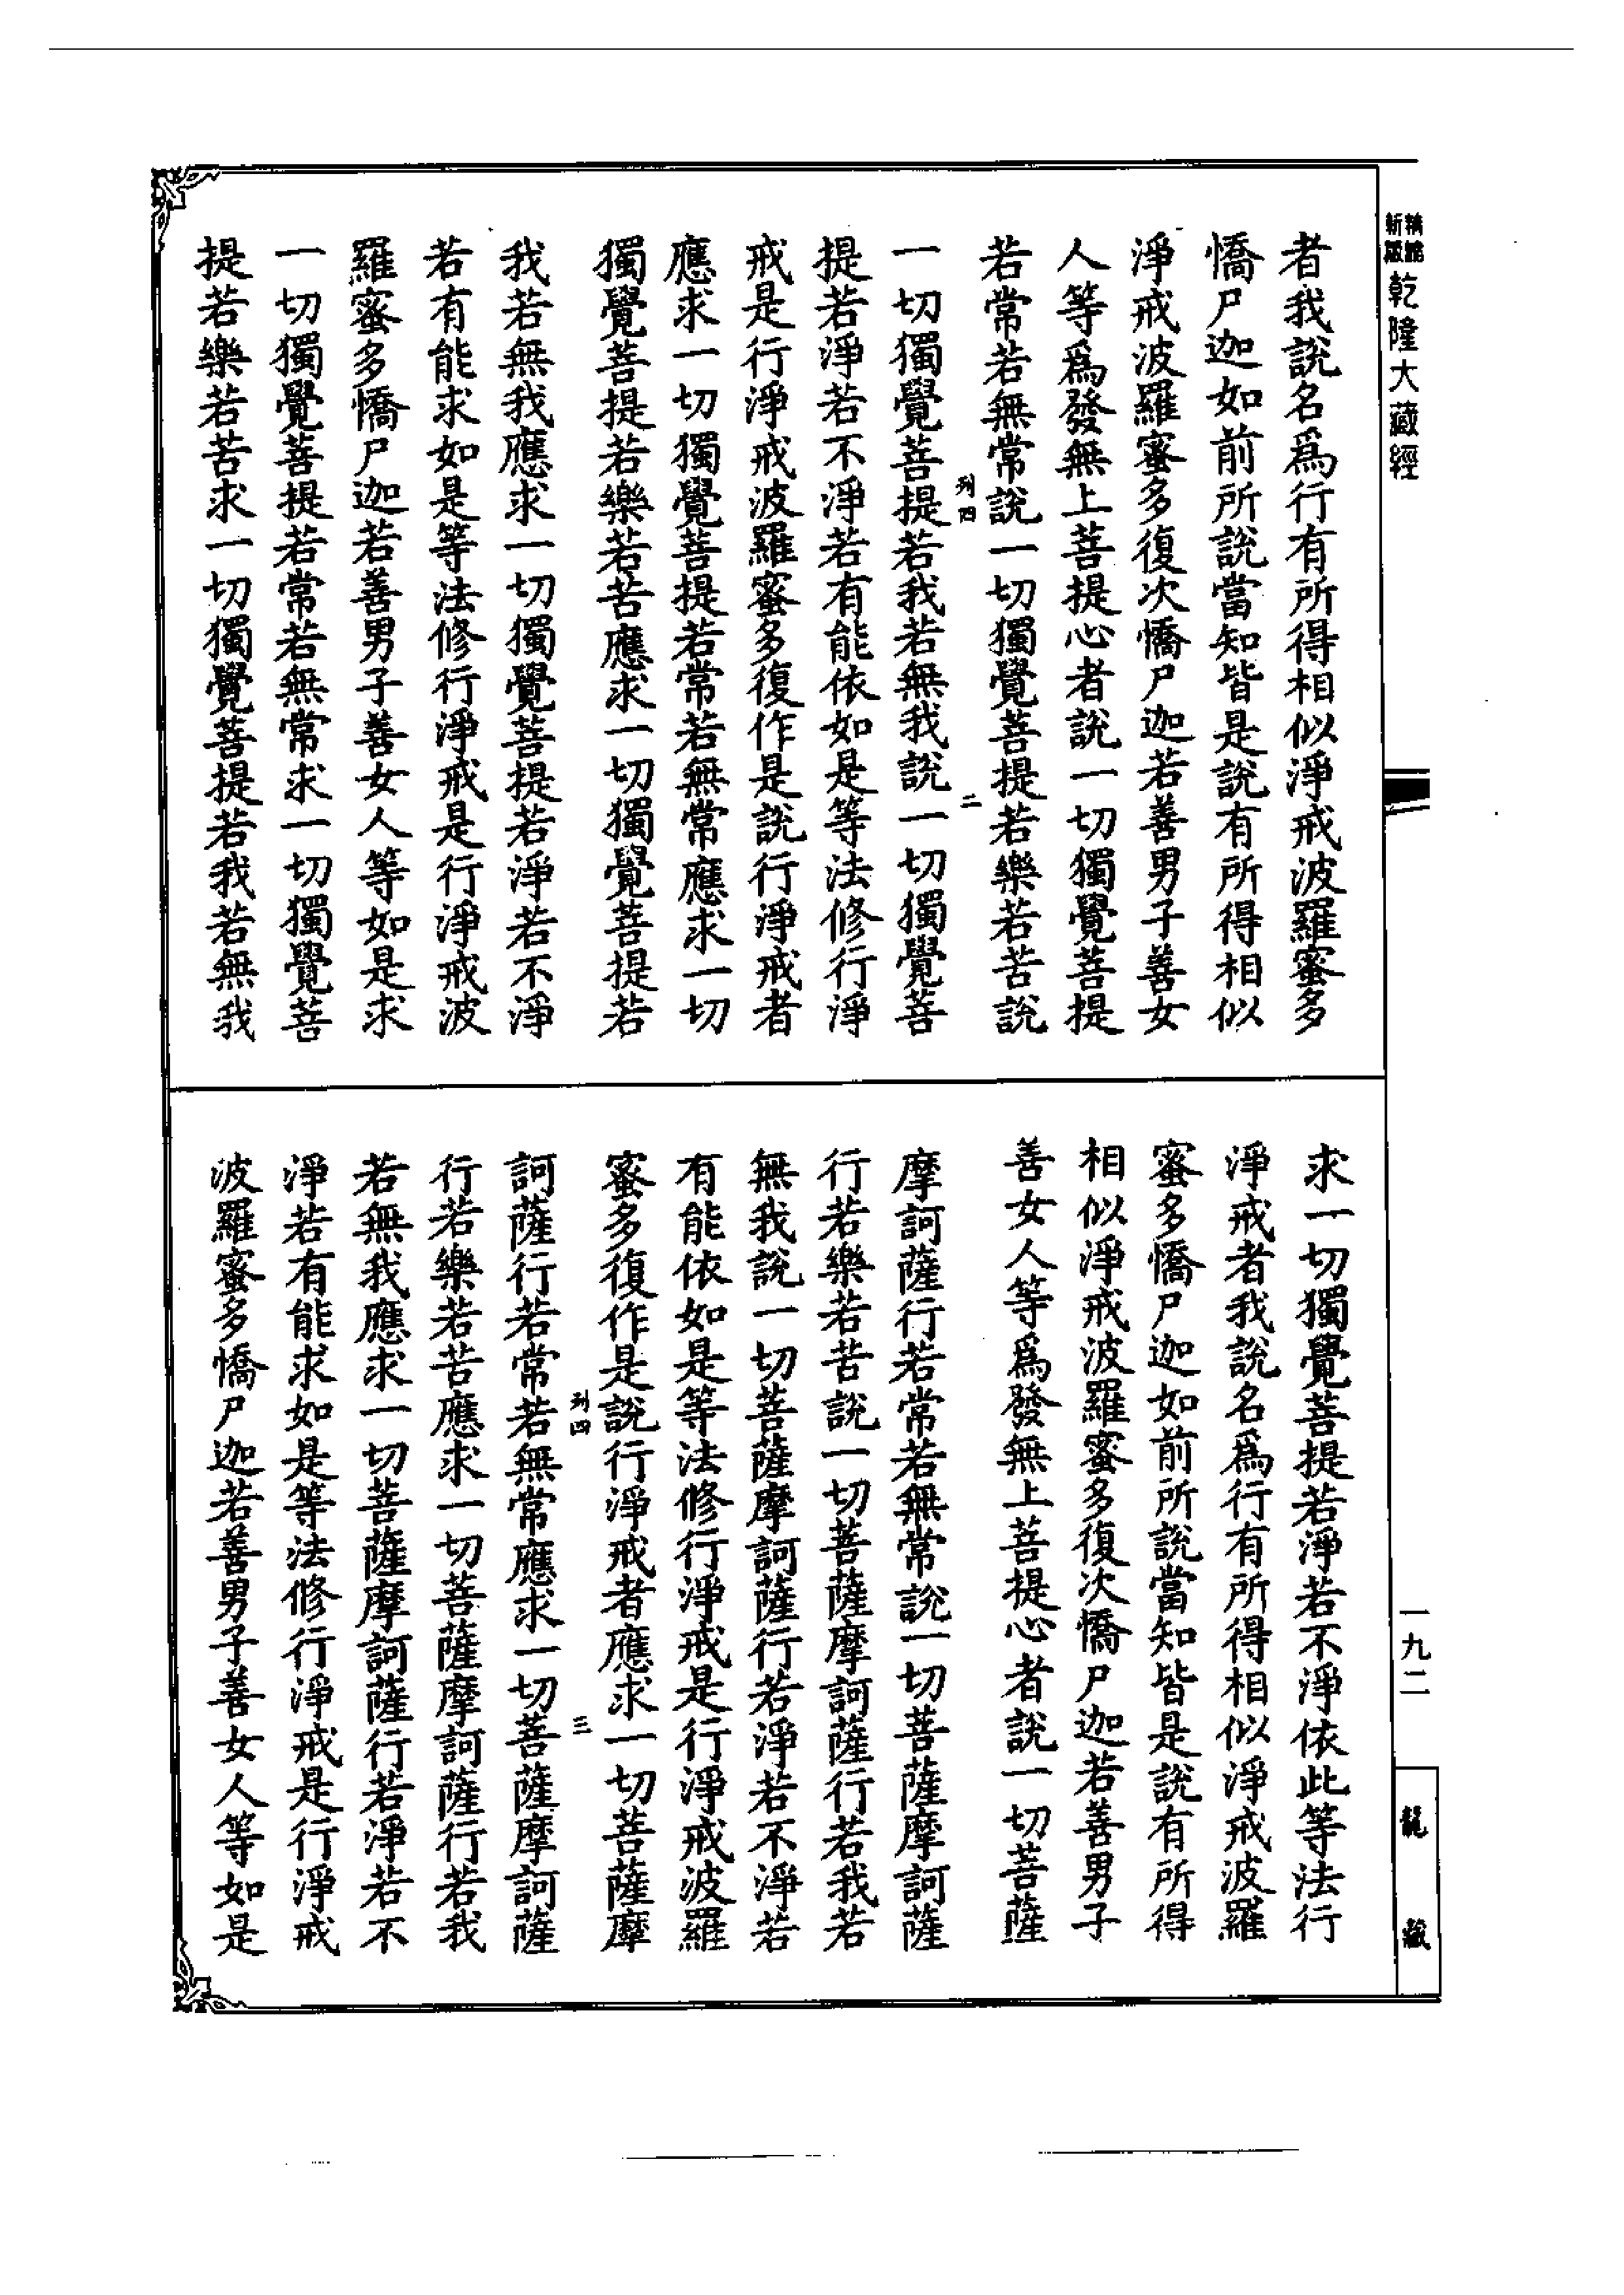 新編縮版乾隆大藏經
者我說名爲行有所得相似淨戒波羅蜜多
憍尸迦如前所說當知皆是說有所得相似
淨戒波羅蜜多復次憍尸迦若善男子善女
人等爲發無上菩提心者說一切獨覺菩提
若常若無常說一切獨覺菩提若樂若苦說
列四 二
一切獨覺菩提若我若無我說一切獨覺菩
提若淨若不淨若有能依如是等法修行淨
戒是行淨戒波羅蜜多復作是說行淨戒者
應求一切獨覺菩提若常若無常應求一切
獨覺菩提若樂若苦應求一切獨覺菩提若
我若無我應求一切獨覺菩提若淨若不淨
若有能求如是等法修行淨戒是行淨戒波
羅蜜多憍尸迦若善男子善女人等如是求
一切獨覺菩提若常若無常求一切獨覺菩
提若樂若苦求一切獨覺菩提若我若無我
求一切獨覺菩提若淨若不淨依此等法行
淨戒者我說名爲行有所得相似淨戒波羅
蜜多憍尸迦如前所說當知皆是說有所得
相似淨戒波羅蜜多復次憍尸迦若善男子
善女人等爲發無上菩提心者說一切菩薩
摩訶薩行若常若無常說一切菩薩摩訶薩
行若樂若苦說一切菩薩摩訶薩行若我若
無我說一切菩薩摩訶薩行若淨若不淨若
有能依如是等法修行淨戒是行淨戒波羅
蜜多復作是說行淨戒者應求一切菩薩摩
列四 三
訶薩行若常若無常應求一切菩薩摩訶薩
行若樂若苦應求一切菩薩摩訶薩行若我
若無我應求一切菩薩摩訶薩行若淨若不
淨若有能求如是等法修行淨戒是行淨戒
波羅蜜多憍尸迦若善男子善女人等如是
一九二
龍藏